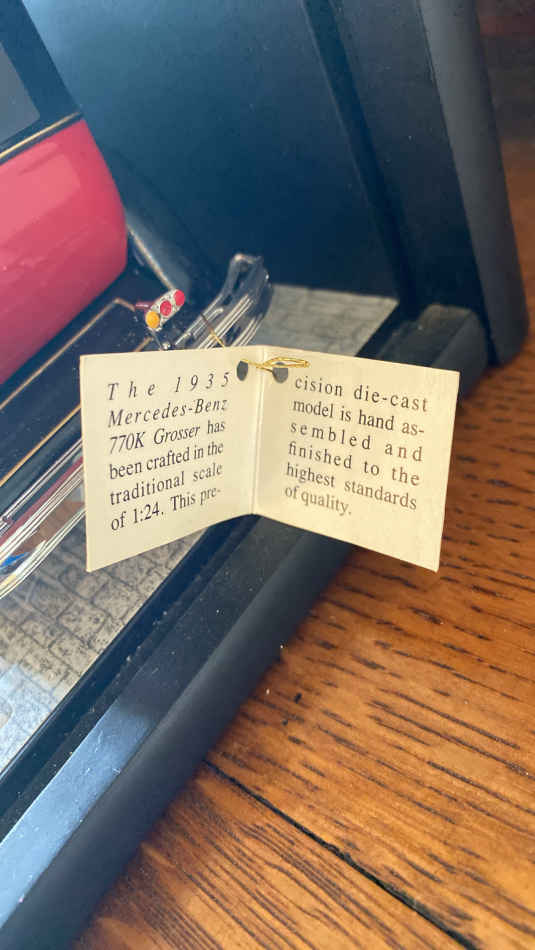 The 1935
Mercedes-Benz
770K Grosser has
been crafted in the
traditional scale
of 1:24. This pre-
cision die-cast
model is hand as-
sembled and
finished to the
highest standards
of quality.